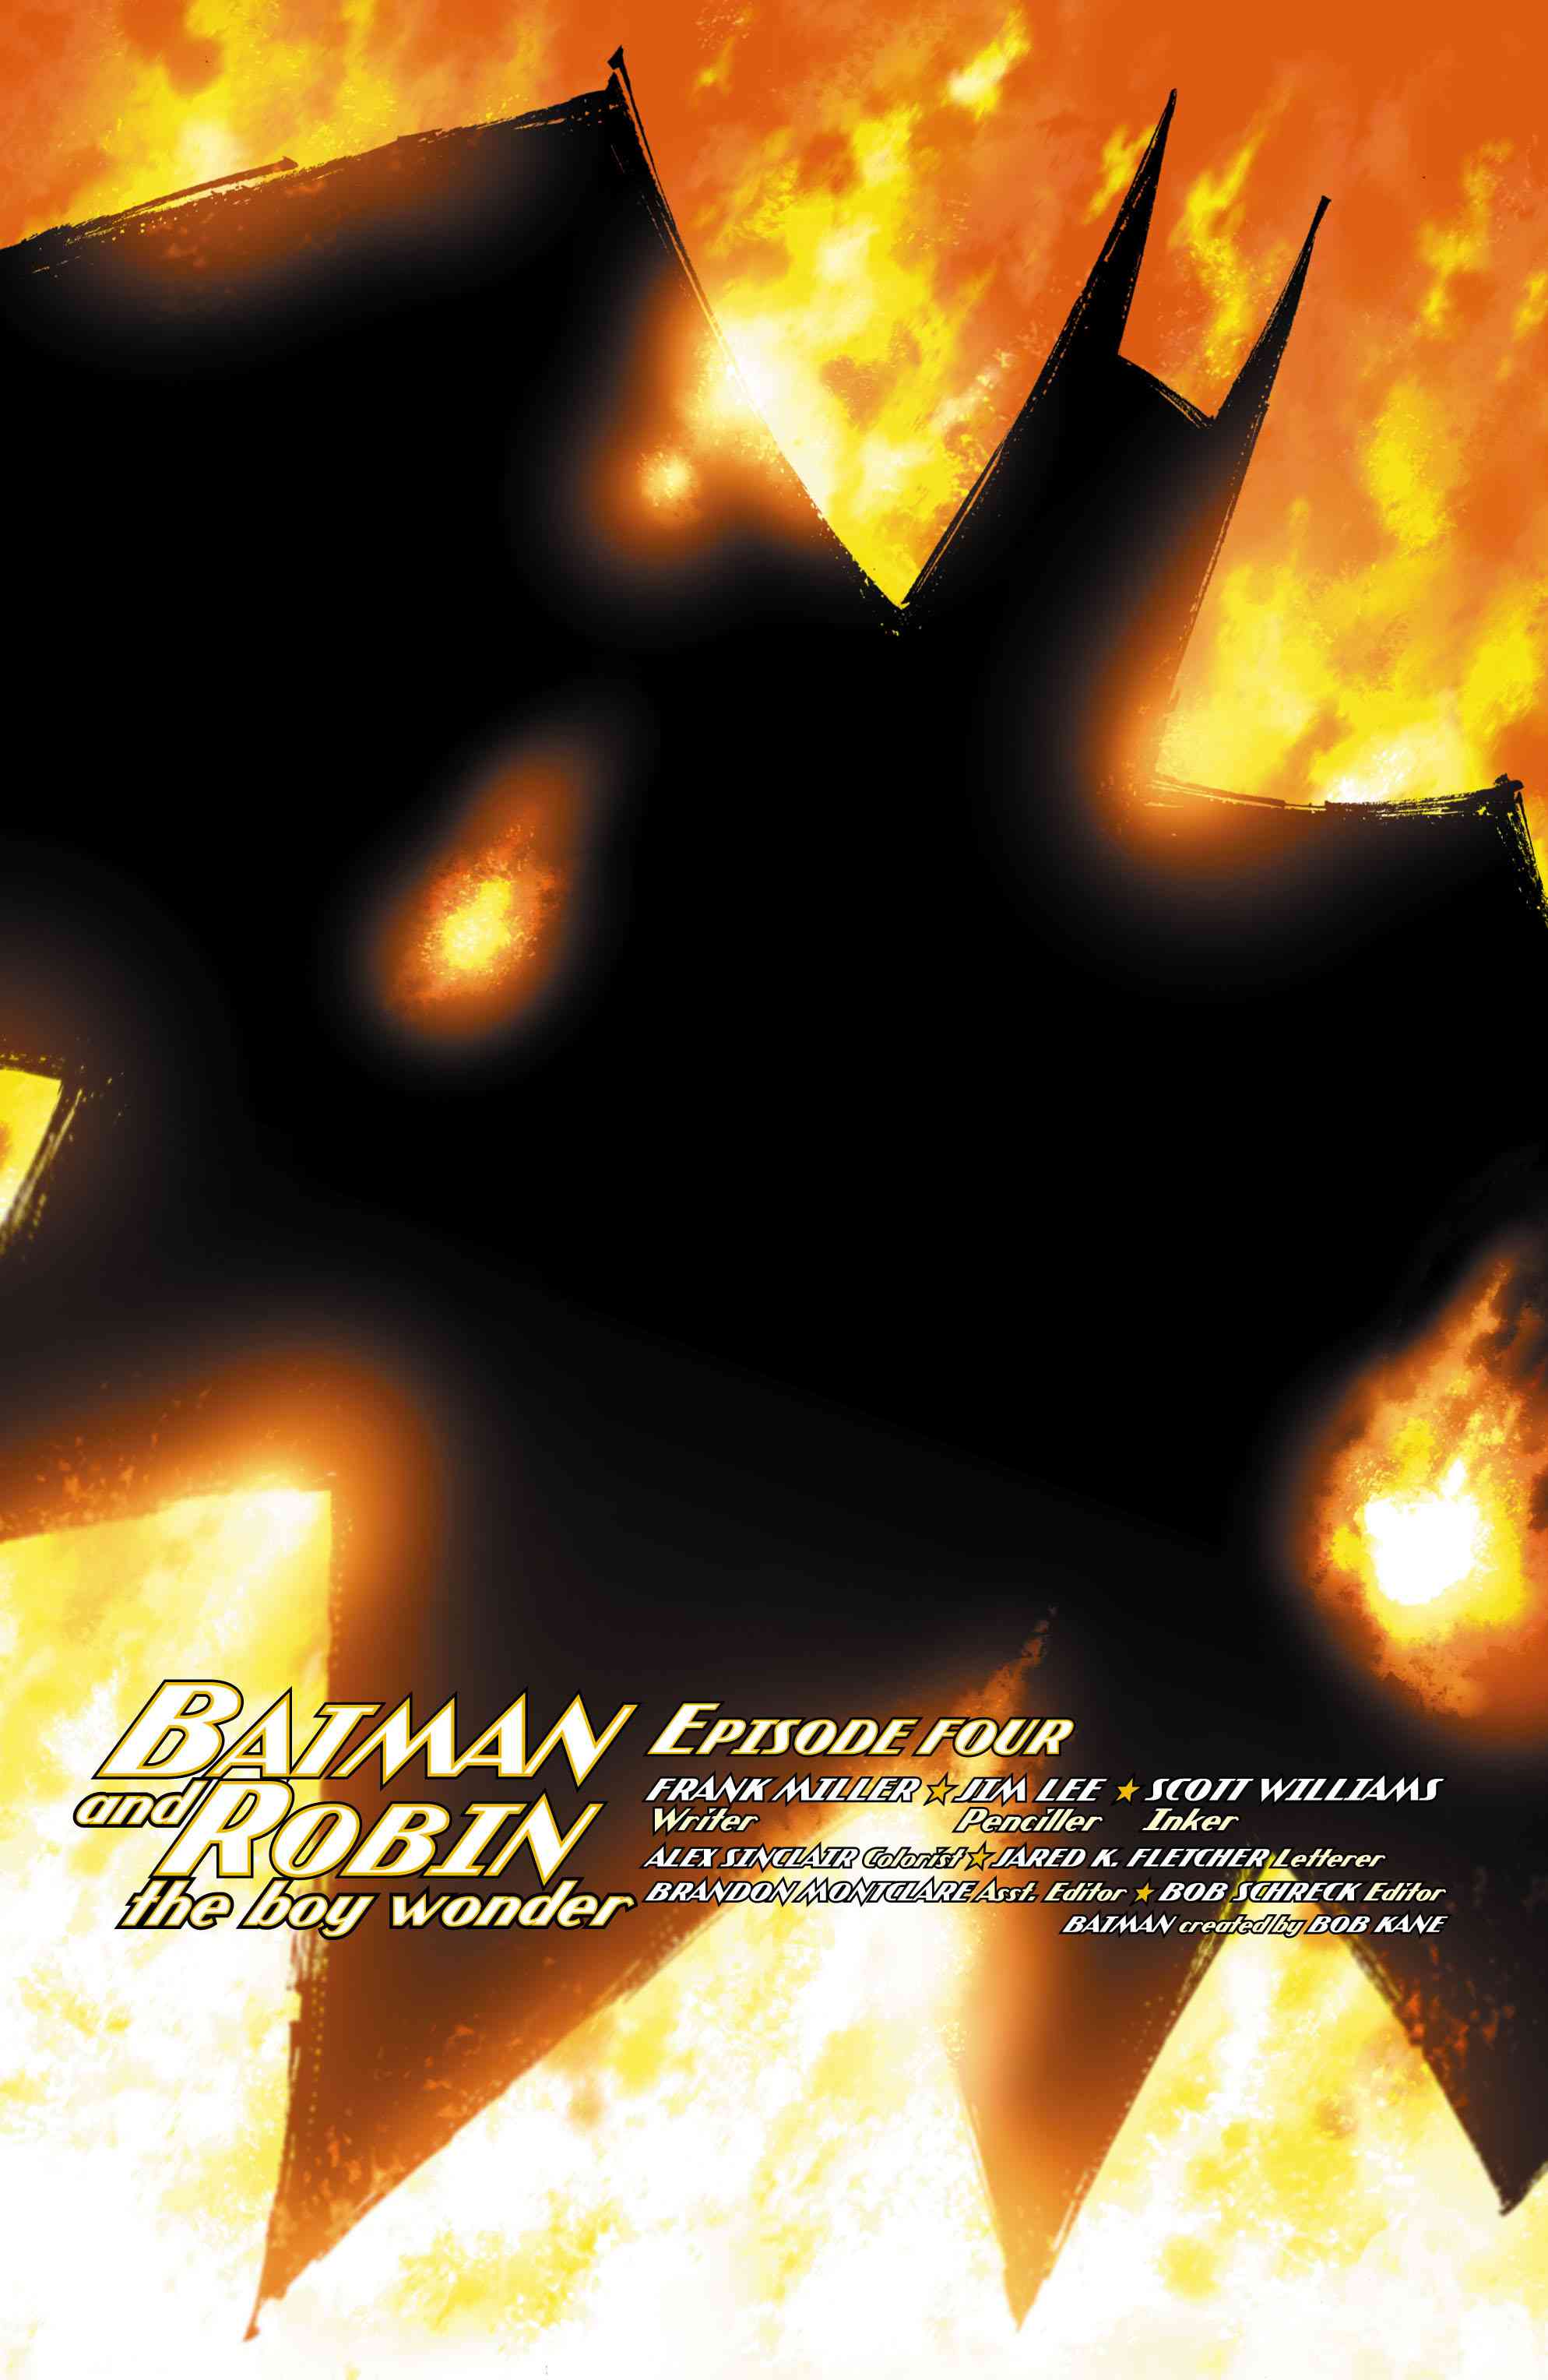 BATMAN
and ROBIN
the boy wonder
EPISODE FOUR
FRANK MILLER ★ JIM LEE ★ SCOTT WILLIAMS
Writer Penciller Inker
ALEX SINCLAIR Colorist ★ JARED K. FLETCHER Letterer
BRANDON MONTCLARE Asst. Editor ★ BOB SCHRECK Editor
BATMAN created by BOB KANE